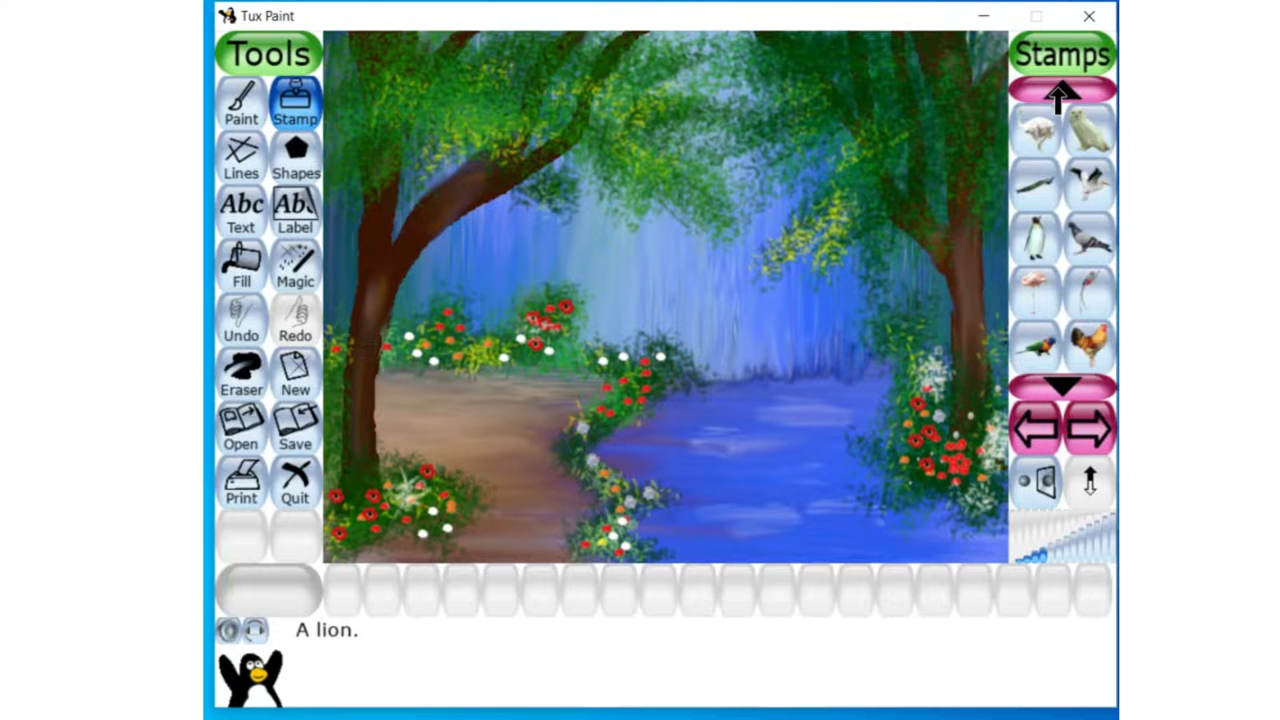 Tux Paint
Tools
Stamps
Paint
Stamp
Lines
Shapes
Abc
Abc
Text
Label
Fill
Magic
Undo
Redo
Eraser
New
Open
Save
Print
Quit
A lion.